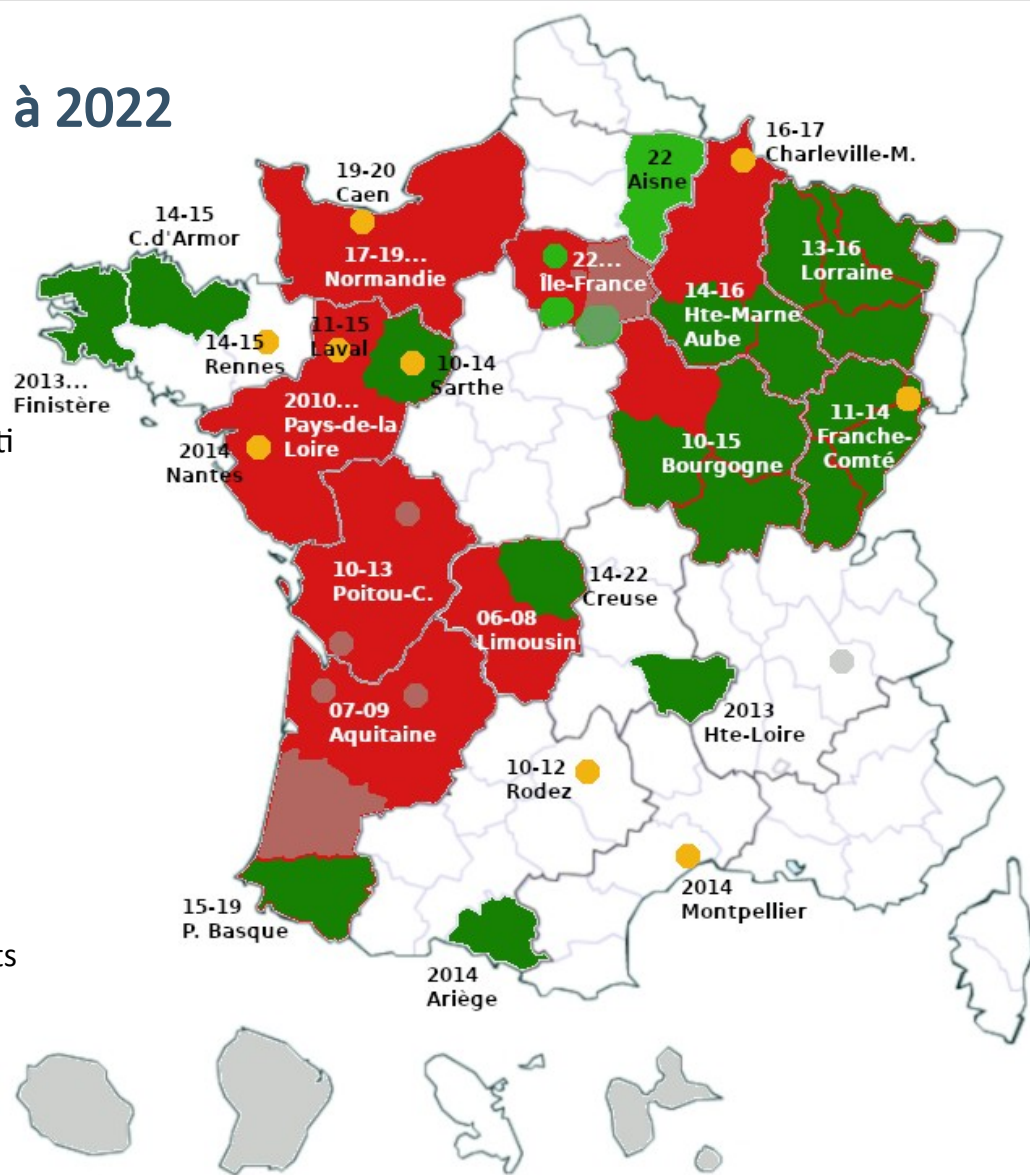 à 2022
16-17
Charleville-M.
22
Aisne
19-20
Caen
14-15
C.d'Armor
17-19...
Normandie
22...
Île-France
13-16
Lorraine
14-16
Hte-Marne
Aube
11-15
Laval
14-15
Rennes
10-14
Sarthe
2013...
Finistère
2010...
Pays-de-la
Loire
11-14
Franche-
Comté
ti
10-15
Bourgogne
2014
Nantes
10-13
Poitou-C.
14-22
Creuse
06-08
Limousin
07-09
Aquitaine
2013
Hte-Loire
10-12
Rodez
2014
Montpellier
15-19
P. Basque
ts
2014
Ariège